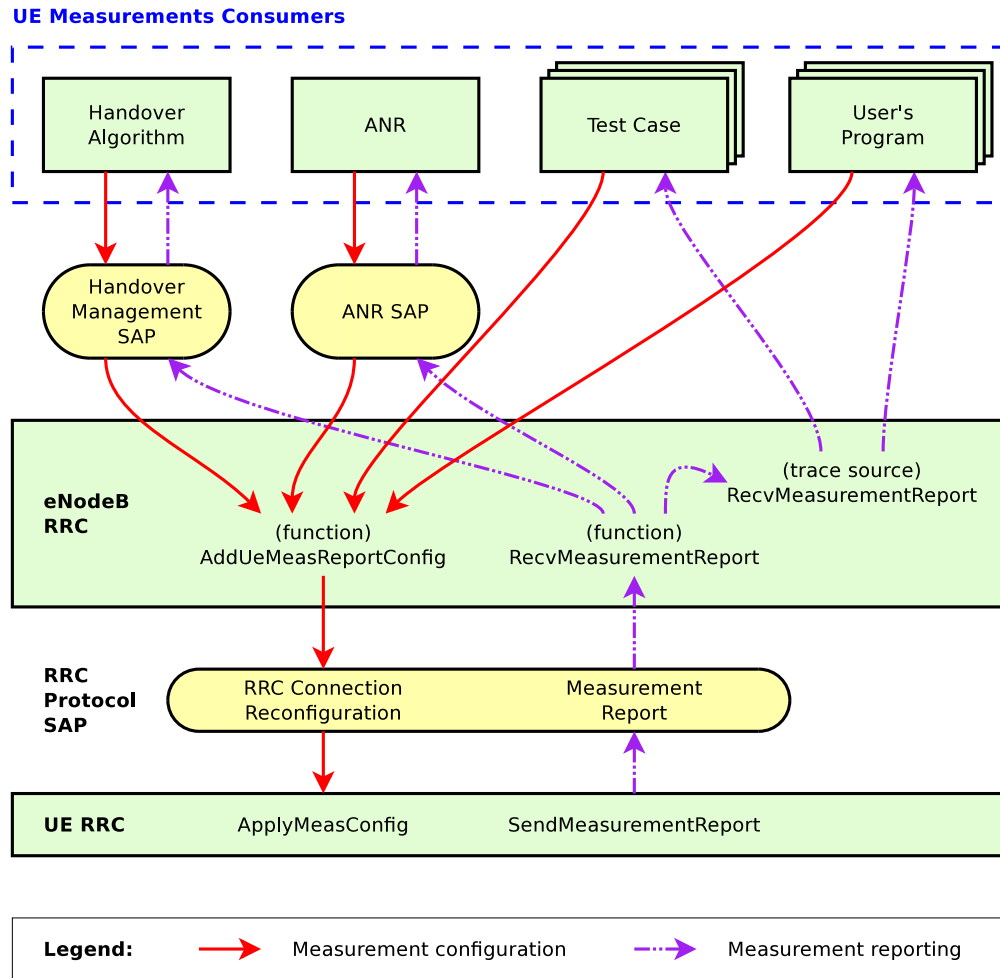 UE Measurements Consumers
Handover
Algorithm
ANR
Test Case
User's
Program
Handover
Management
SAP
ANR SAP
eNodeB
RRC
(trace source)
RecvMeasurementReport
(function)
AddUeMeasReportConfig
(function)
RecvMeasurementReport
RRC
Protocol
SAP
RRC Connection
Reconfiguration
Measurement
Report
UE RRC
ApplyMeasConfig
SendMeasurementReport
Legend:
Measurement configuration
Measurement reporting